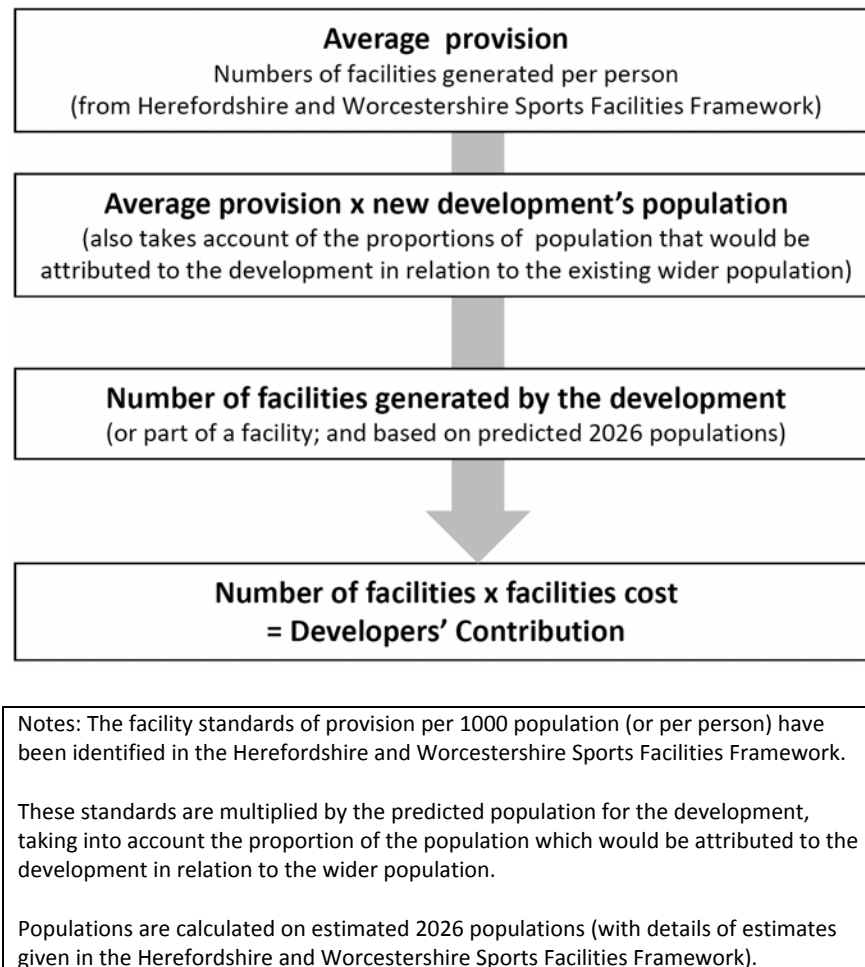 Average provision
Numbers of facilities generated per person
(from Herefordshire and Worcestershire Sports Facilities Framework)
Average provision x new development's population
(also takes account of the proportions of population that would be
attributed to the development in relation to the existing wider population)
Number of facilities generated by the development
(or part of a facility; and based on predicted 2026 populations)
Number of facilities x facilities cost
= Developers' Contribution
Notes: The facility standards of provision per 1000 population (or per person) have
been identified in the Herefordshire and Worcestershire Sports Facilities Framework.
These standards are multiplied by the predicted population for the development,
taking into account the proportion of the population which would be attributed to the
development in relation to the wider population.
Populations are calculated on estimated 2026 populations (with details of estimates
given in the Herefordshire and Worcestershire Sports Facilities Framework).